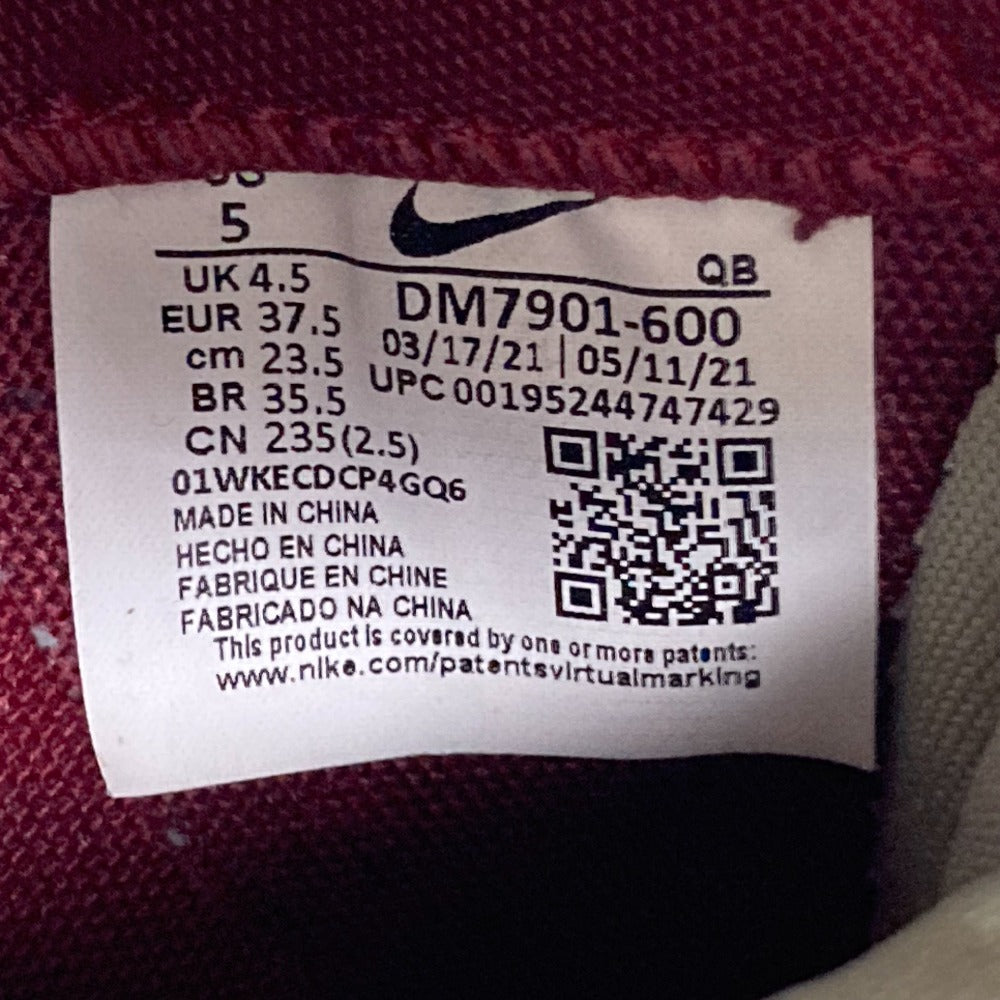 5
QB
UK 4.5
EUR 37.5
cm 23.5
BR 35.5
CN 235(2.5)
DM7901-600
03/17/21 | 05/11/21
UPC 00195244747429
01WKECDCP4GQ6
MADE IN CHINA
HECHO EN CHINA
FABRIQUE EN CHINE
FABRICADO NA CHINA
This product is covered by one or more patents:
www.nike.com/patentsvirtualmarking